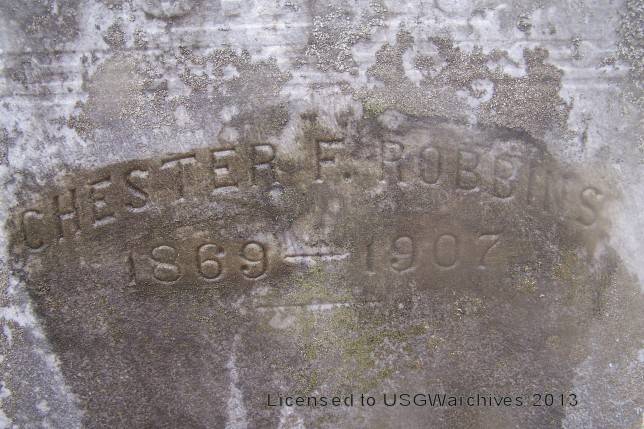 CHESTER F. ROBBINS
1869—1907
Licensed to USGWarchives 2013